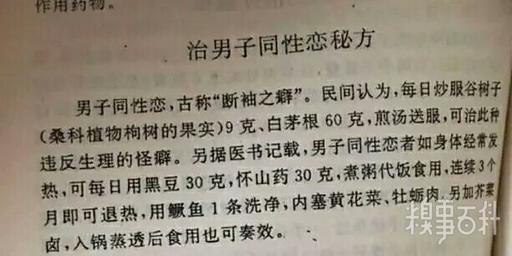 作用药物。
治男子同性恋秘方
男子同性恋,古称“断袖之癖”。民间认为,每日炒服谷树子
(桑科植物枸树的果实)9克、白茅根60克,煎汤送服,可治此种
违反生理的怪癖。另据医书记载,男子同性恋者如身体经常发
热,可每日用黑豆30克,怀山药30克,煮粥代饭食用,连续3个
月即可退热,用鳜鱼1条洗净,内塞黄花菜、牡蛎肉,另加芥菜
卤,入锅蒸透后食用也可奏效。
糗事百科